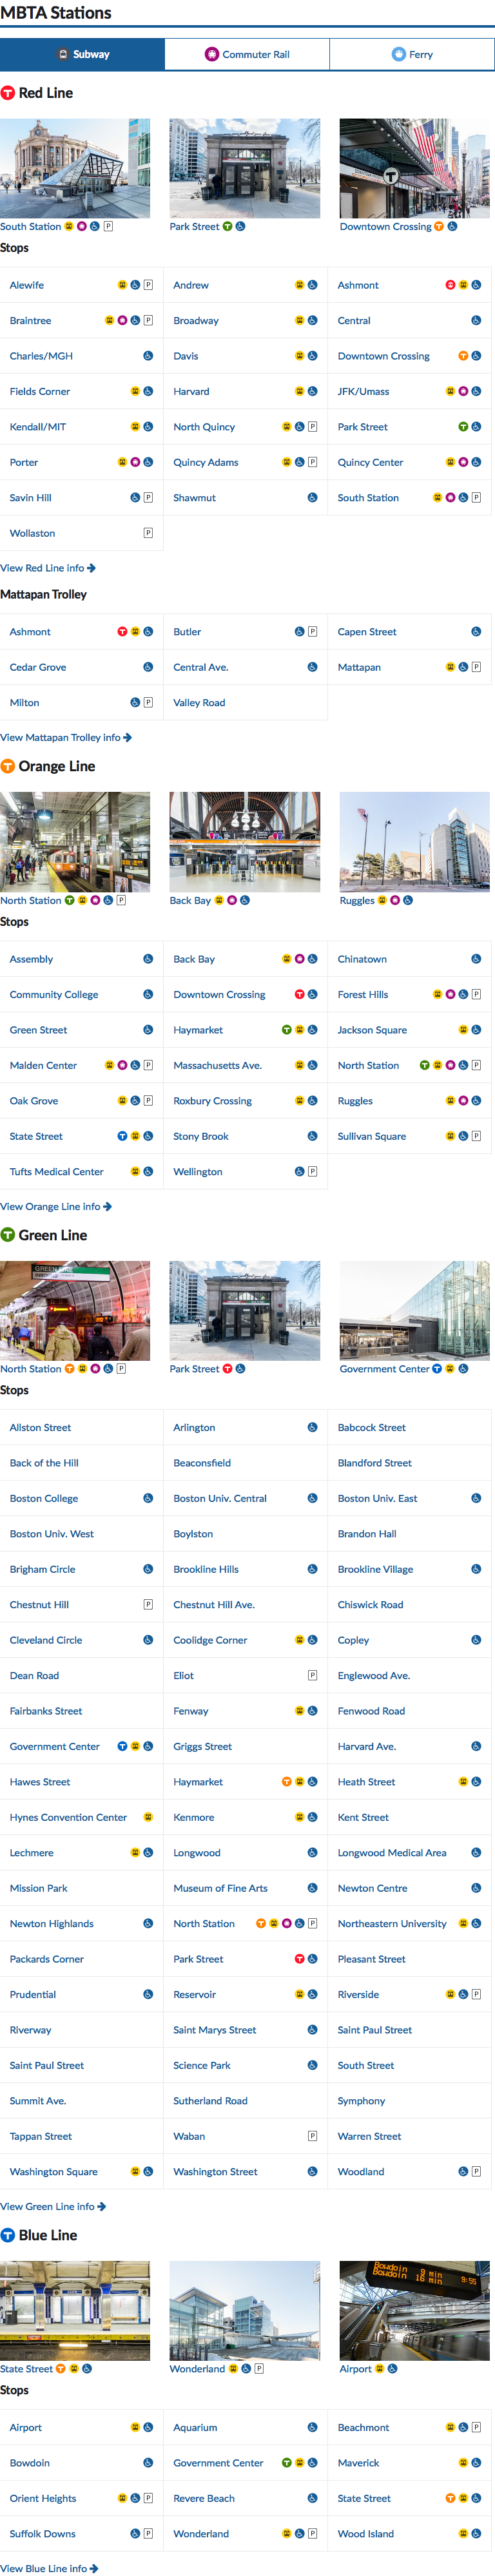 MBTA Stations
Subway Commuter Rail Ferry
T Red Line
South Station P Park Street T Downtown Crossing T
Stops
Alewife P Andrew Ashmont
Braintree P Broadway Central
Charles/MGH Davis Downtown Crossing T
Fields Corner Harvard JFK/Umass
Kendall/MIT North Quincy P Park Street T
Porter Quincy Adams P Quincy Center
Savin Hill P Shawmut South Station P
Wollaston P
View Red Line info
Mattapan Trolley
Ashmont T Butler P Capen Street
Cedar Grove Central Ave. Mattapan P
Milton P Valley Road
View Mattapan Trolley info
T Orange Line
North Station T P Back Bay Ruggles
Stops
Assembly Back Bay Chinatown
Community College Downtown Crossing T Forest Hills P
Green Street Haymarket T Jackson Square
Malden Center P Massachusetts Ave. North Station T P
Oak Grove P Roxbury Crossing Ruggles
State Street T Stony Brook Sullivan Square P
Tufts Medical Center Wellington P
View Orange Line info
T Green Line
North Station T P Park Street T Government Center T
Stops
Allston Street Arlington Babcock Street
Back of the Hill Beaconsfield Blandford Street
Boston College Boston Univ. Central Boston Univ. East
Boston Univ. West Boylston Brandon Hall
Brigham Circle Brookline Hills Brookline Village
Chestnut Hill P Chestnut Hill Ave. Chiswick Road
Cleveland Circle Coolidge Corner Copley
Dean Road Eliot P Englewood Ave.
Fairbanks Street Fenway Fenwood Road
Government Center T Griggs Street Harvard Ave.
Hawes Street Haymarket T Heath Street
Hynes Convention Center Kenmore Kent Street
Lechmere Longwood Longwood Medical Area
Mission Park Museum of Fine Arts Newton Centre
Newton Highlands North Station T P Northeastern University
Packards Corner Park Street T Pleasant Street
Prudential Reservoir Riverside P
Riverway Saint Marys Street Saint Paul Street
Saint Paul Street Science Park South Street
Summit Ave. Sutherland Road Symphony
Tappan Street Waban P Warren Street
Washington Square Washington Street Woodland P
View Green Line info
T Blue Line
Bowdoin 9 min
Bowdoin 16 min 9:55
State Street T Wonderland P Airport
Stops
Airport Aquarium Beachmont P
Bowdoin Government Center T Maverick
Orient Heights P Revere Beach State Street T
Suffolk Downs P Wonderland P Wood Island
View Blue Line info